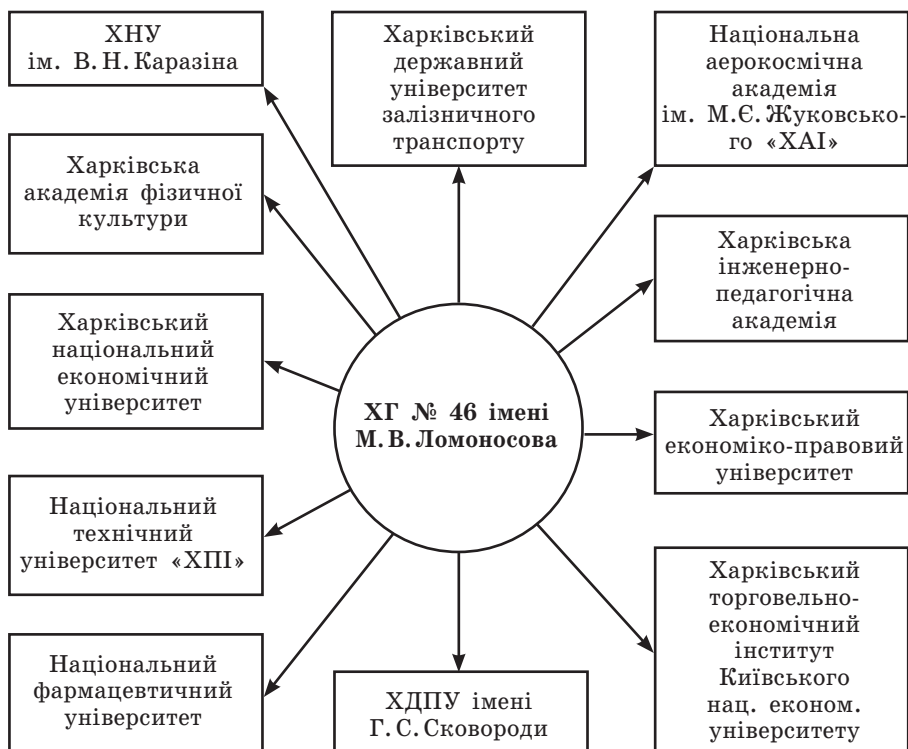 ХНУ
ім. В. Н. Каразіна
Харківський
державний
університет
залізничного
транспорту
Національна
аерокосмічна
академія
ім. М.Є. Жуковсько-
го «ХАІ»
Харківська
академія фізичної
культури
Харківська
інженерно-
педагогічна
академія
Харківський
національний
економічний
університет
ХГ № 46 імені
М. В. Ломоносова
Харківський
економіко-правовий
університет
Національний
технічний
університет «ХПІ»
Харківський
торговельно-
економічний
інститут
Київського
нац. економ.
університету
Національний
фармацевтичний
університет
ХДПУ імені
Г. С. Сковороди